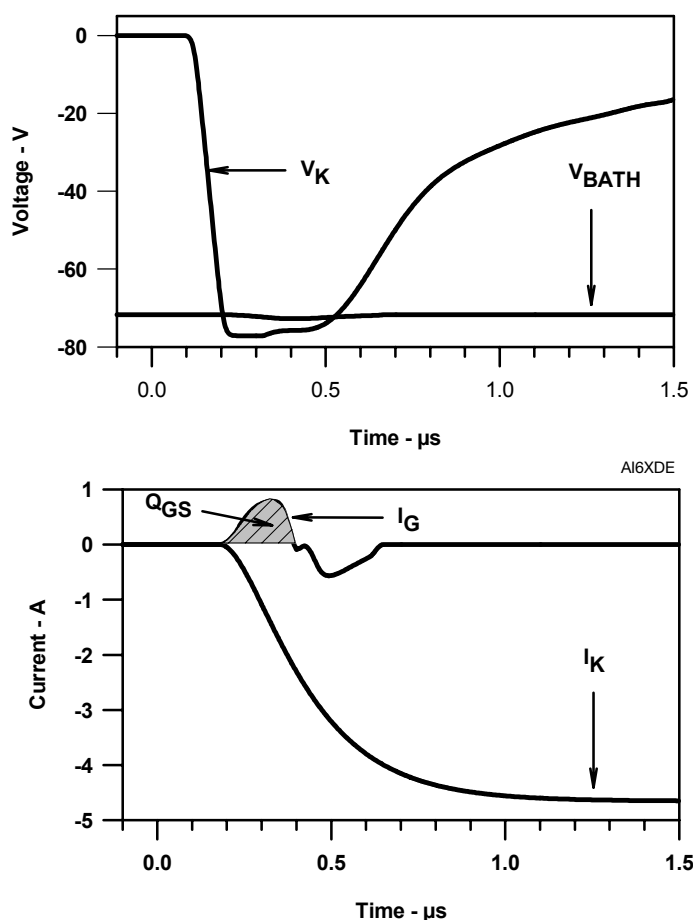 0
-20
-40
-60
-80
Voltage - V
V_K
V_BATH
0.0 0.5 1.0 1.5
Time - µs
AI6XDE
1
0
-1
-2
-3
-4
-5
Current - A
Q_GS
I_G
I_K
0.0 0.5 1.0 1.5
Time - µs